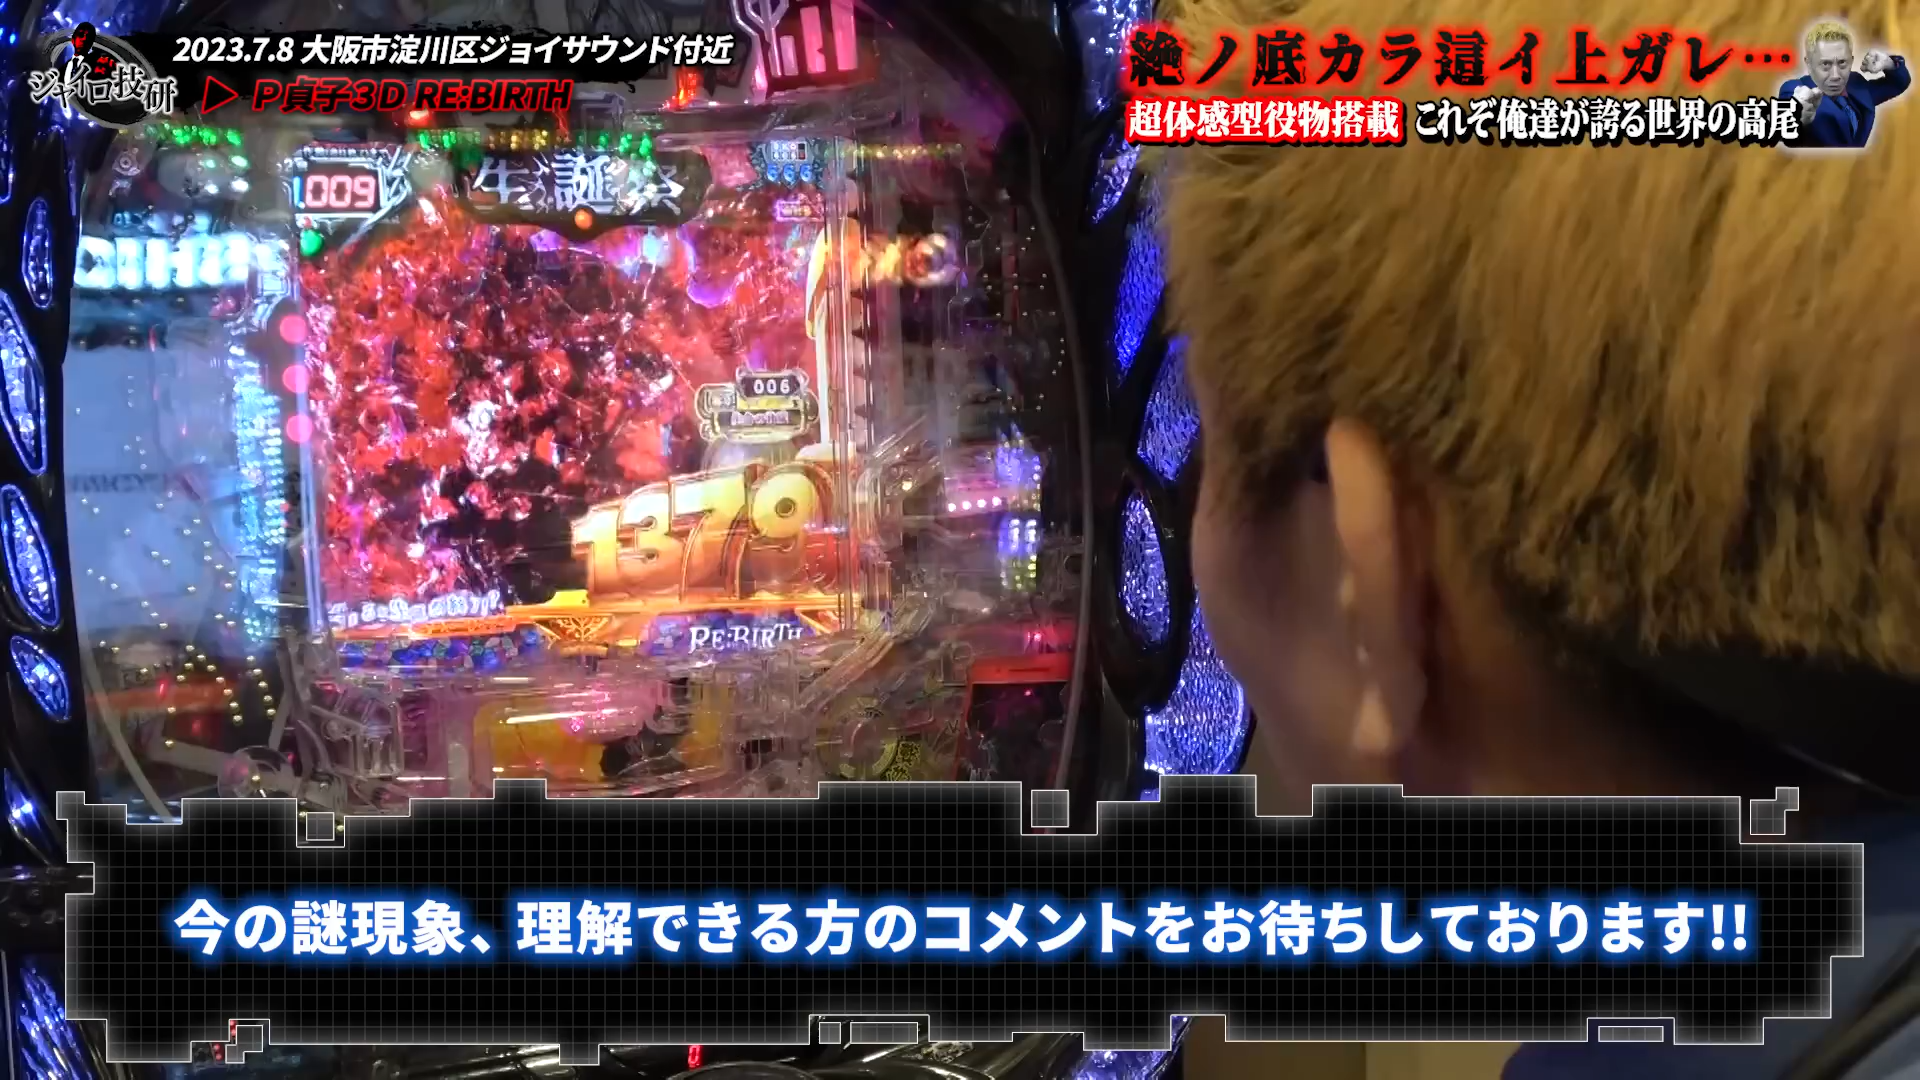 ジャイロ技研
2023.7.8 大阪市淀川区ジョイサウンド付近
▶ P貞子3D RE:BIRTH
絶ノ底カラ這イ上ガレ…
超体感型役物搭載 これぞ俺達が誇る世界の高尾
1009
生誕祭
666
006
1379
RE:BIRTH
今の謎現象、理解できる方のコメントをお待ちしております!!